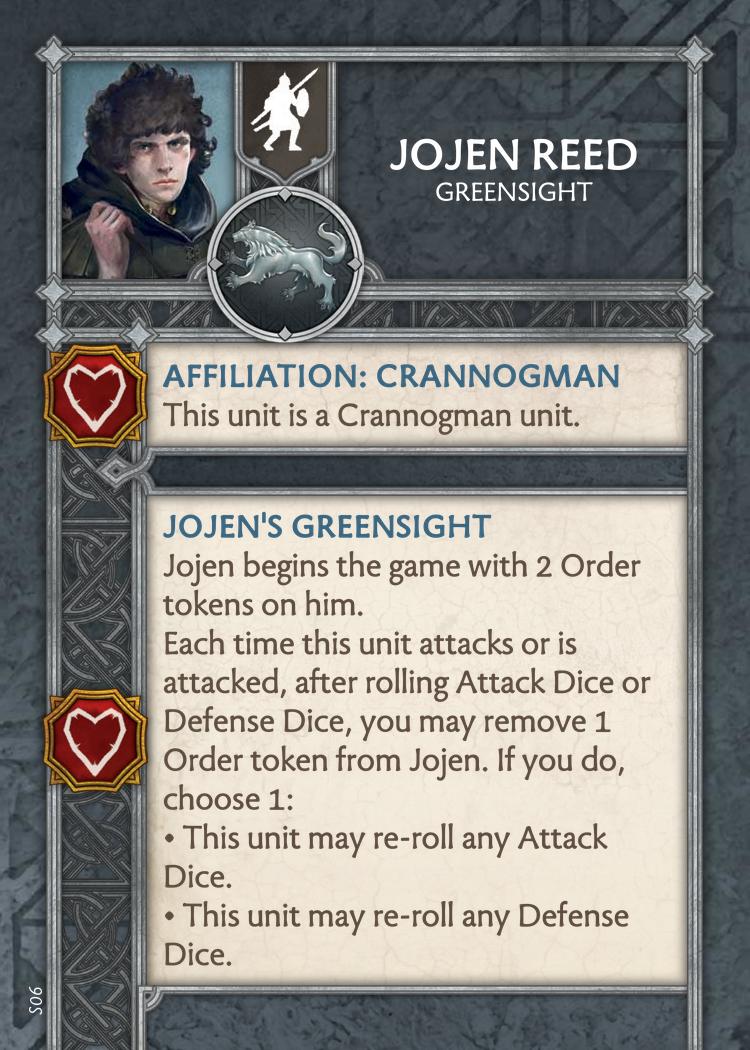 JOJEN REED
GREENSIGHT
AFFILIATION: CRANNOGMAN
This unit is a Crannogman unit.
JOJEN'S GREENSIGHT
Jojen begins the game with 2 Order
tokens on him.
Each time this unit attacks or is
attacked, after rolling Attack Dice or
Defense Dice, you may remove 1
Order token from Jojen. If you do,
choose 1:
• This unit may re-roll any Attack
Dice.
• This unit may re-roll any Defense
Dice.
S06